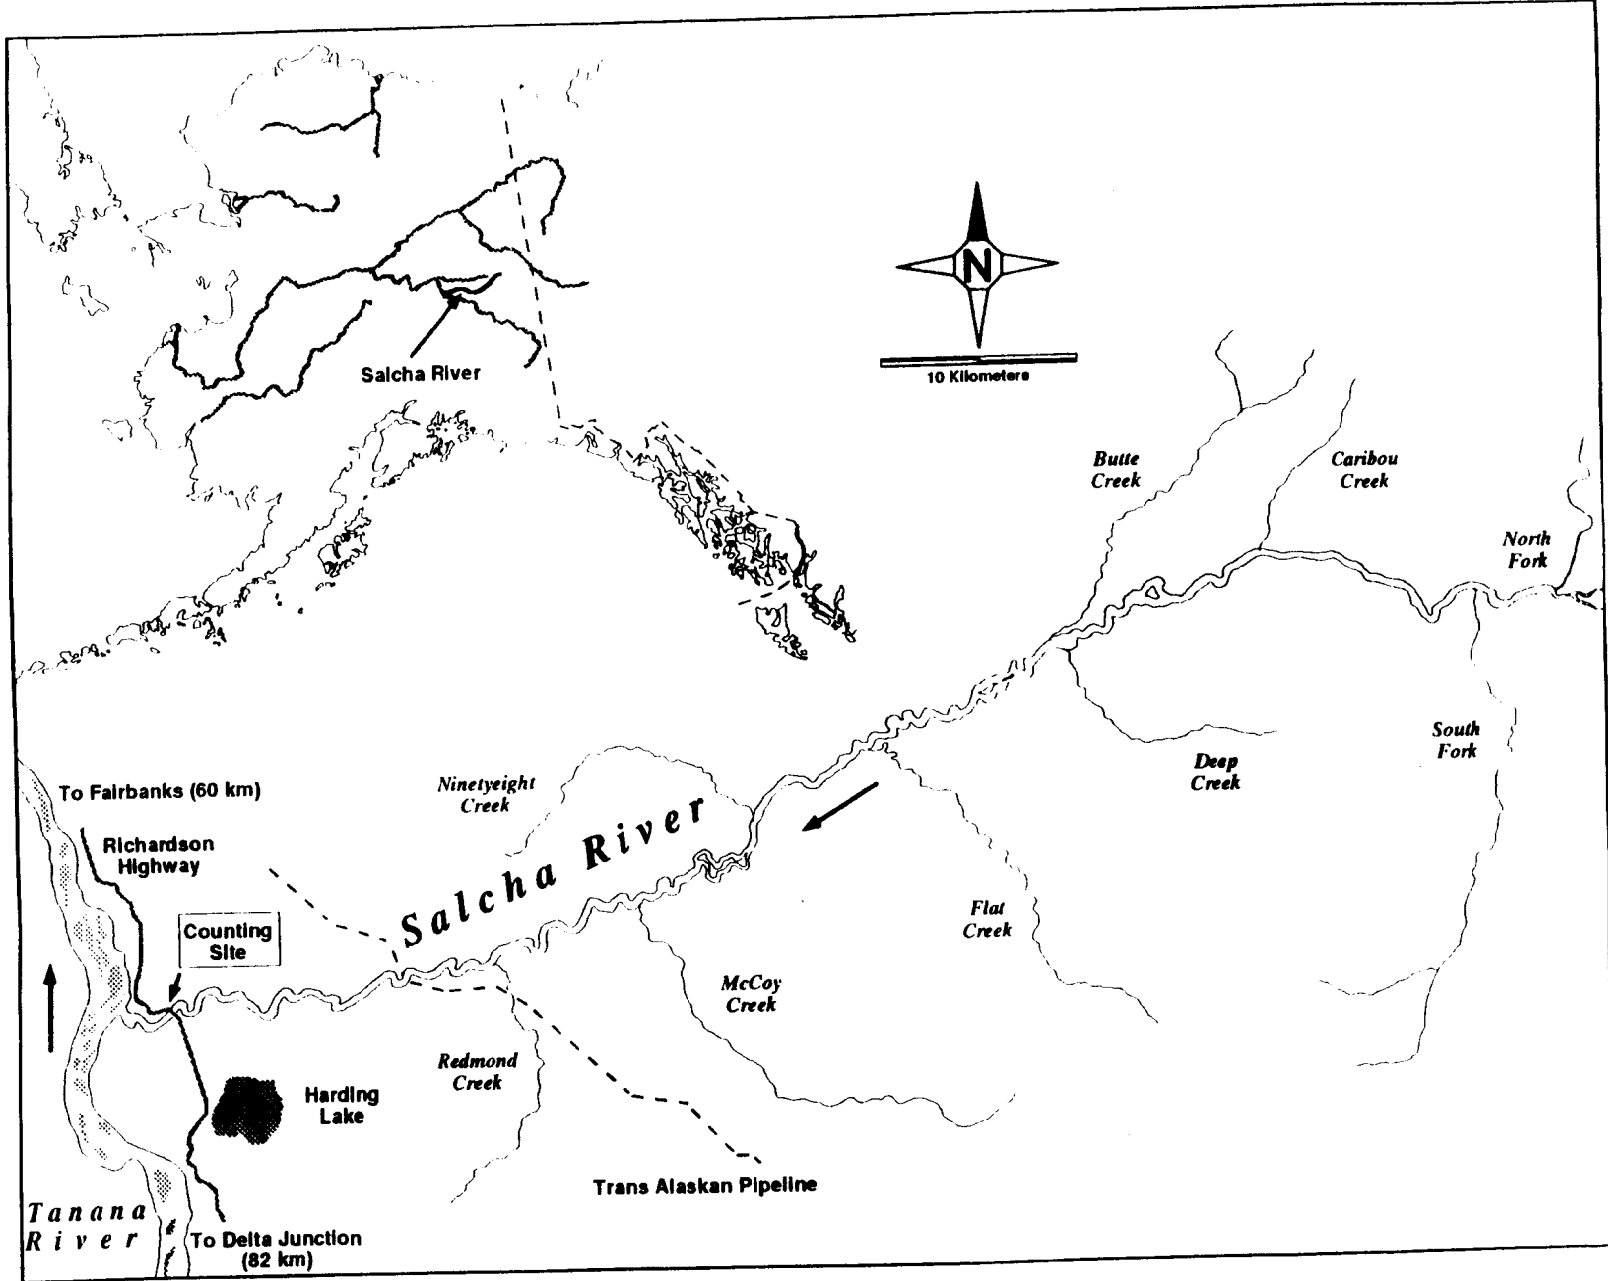 Salcha River
N
10 Kilometers
Butte
Creek
Caribou
Creek
North
Fork
South
Fork
Deep
Creek
Ninetyeight
Creek
Salcha River
To Fairbanks (60 km)
Richardson
Highway
Counting
Site
Flat
Creek
McCoy
Creek
Redmond
Creek
Harding
Lake
Trans Alaskan Pipeline
Tanana
River
To Delta Junction
(82 km)